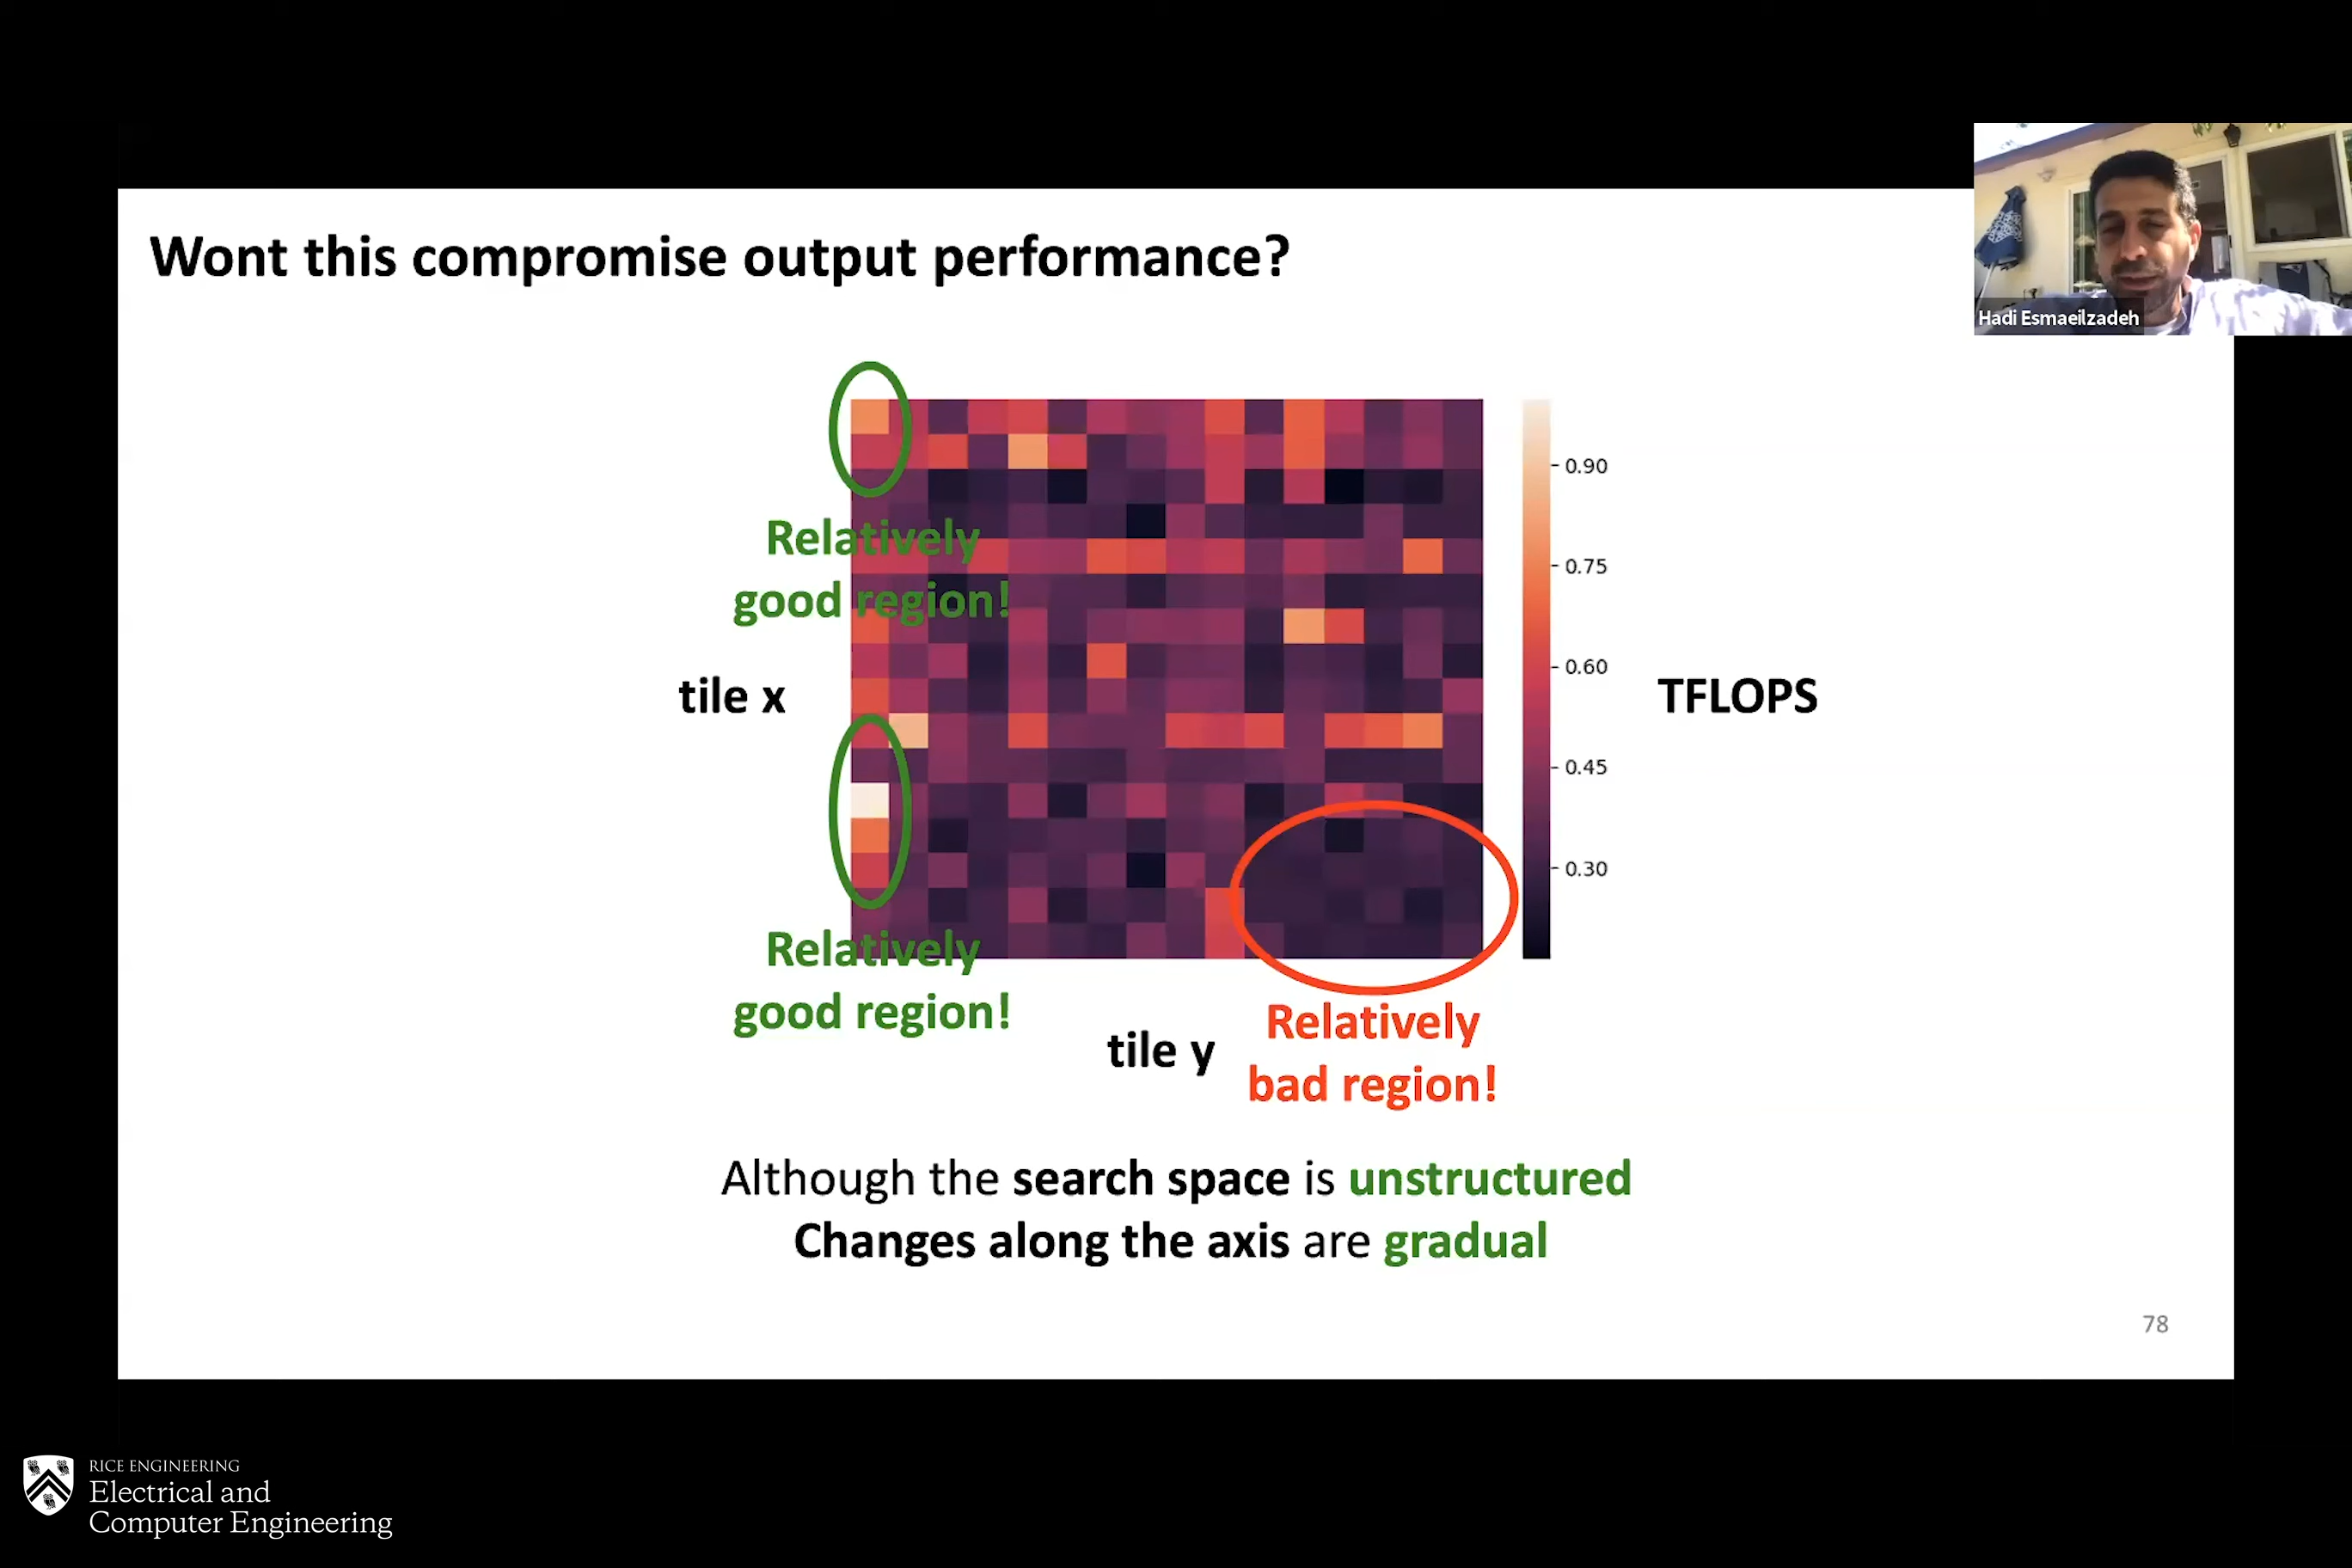 Wont this compromise output performance?
Hadi Esmaeilzadeh
Relatively
good region!
tile x
0.90
0.75
0.60
0.45
0.30
TFLOPS
Relatively
good region!
tile y
Relatively
bad region!
Although the search space is unstructured
Changes along the axis are gradual
78
RICE ENGINEERING
Electrical and
Computer Engineering